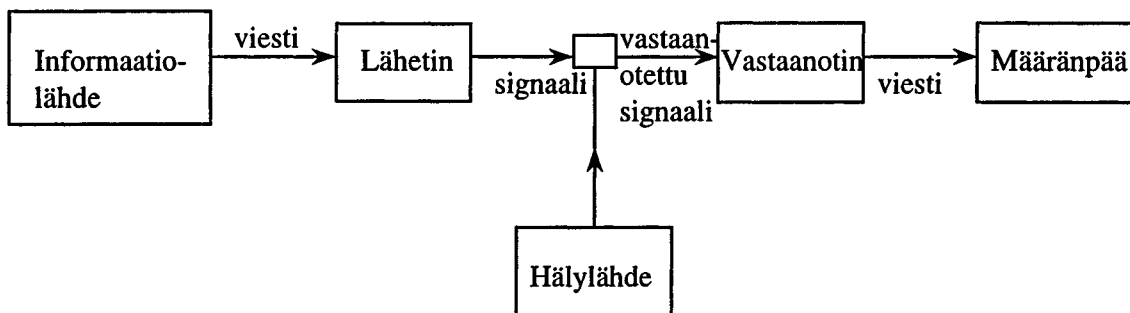 Informaatio-
lähde
viesti
Lähetin
signaali
vastaan-
otettu
signaali
Vastaanotin
viesti
Määränpää
Hälylähde